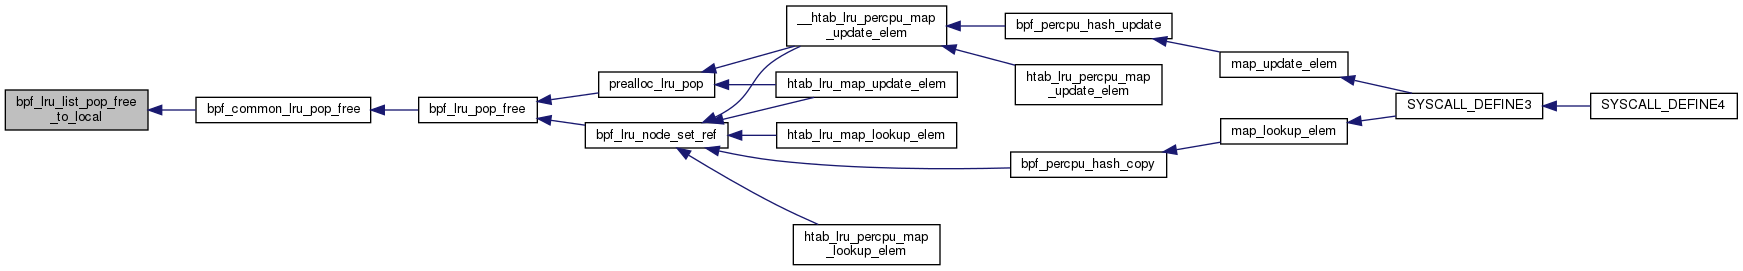 bpf_lru_list_pop_free
_to_local
bpf_common_lru_pop_free
bpf_lru_pop_free
prealloc_lru_pop
bpf_lru_node_set_ref
__htab_lru_percpu_map
_update_elem
htab_lru_map_update_elem
htab_lru_map_lookup_elem
htab_lru_percpu_map
_lookup_elem
bpf_percpu_hash_update
htab_lru_percpu_map
_update_elem
bpf_percpu_hash_copy
map_update_elem
map_lookup_elem
SYSCALL_DEFINE3
SYSCALL_DEFINE4